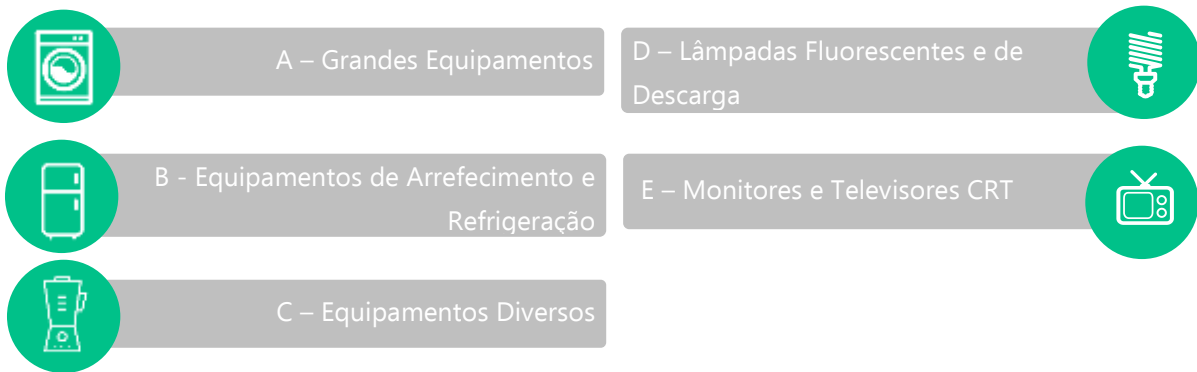 A – Grandes Equipamentos
B - Equipamentos de Arrefecimento e
Refrigeração
C – Equipamentos Diversos
D – Lâmpadas Fluorescentes e de
Descarga
E – Monitores e Televisores CRT